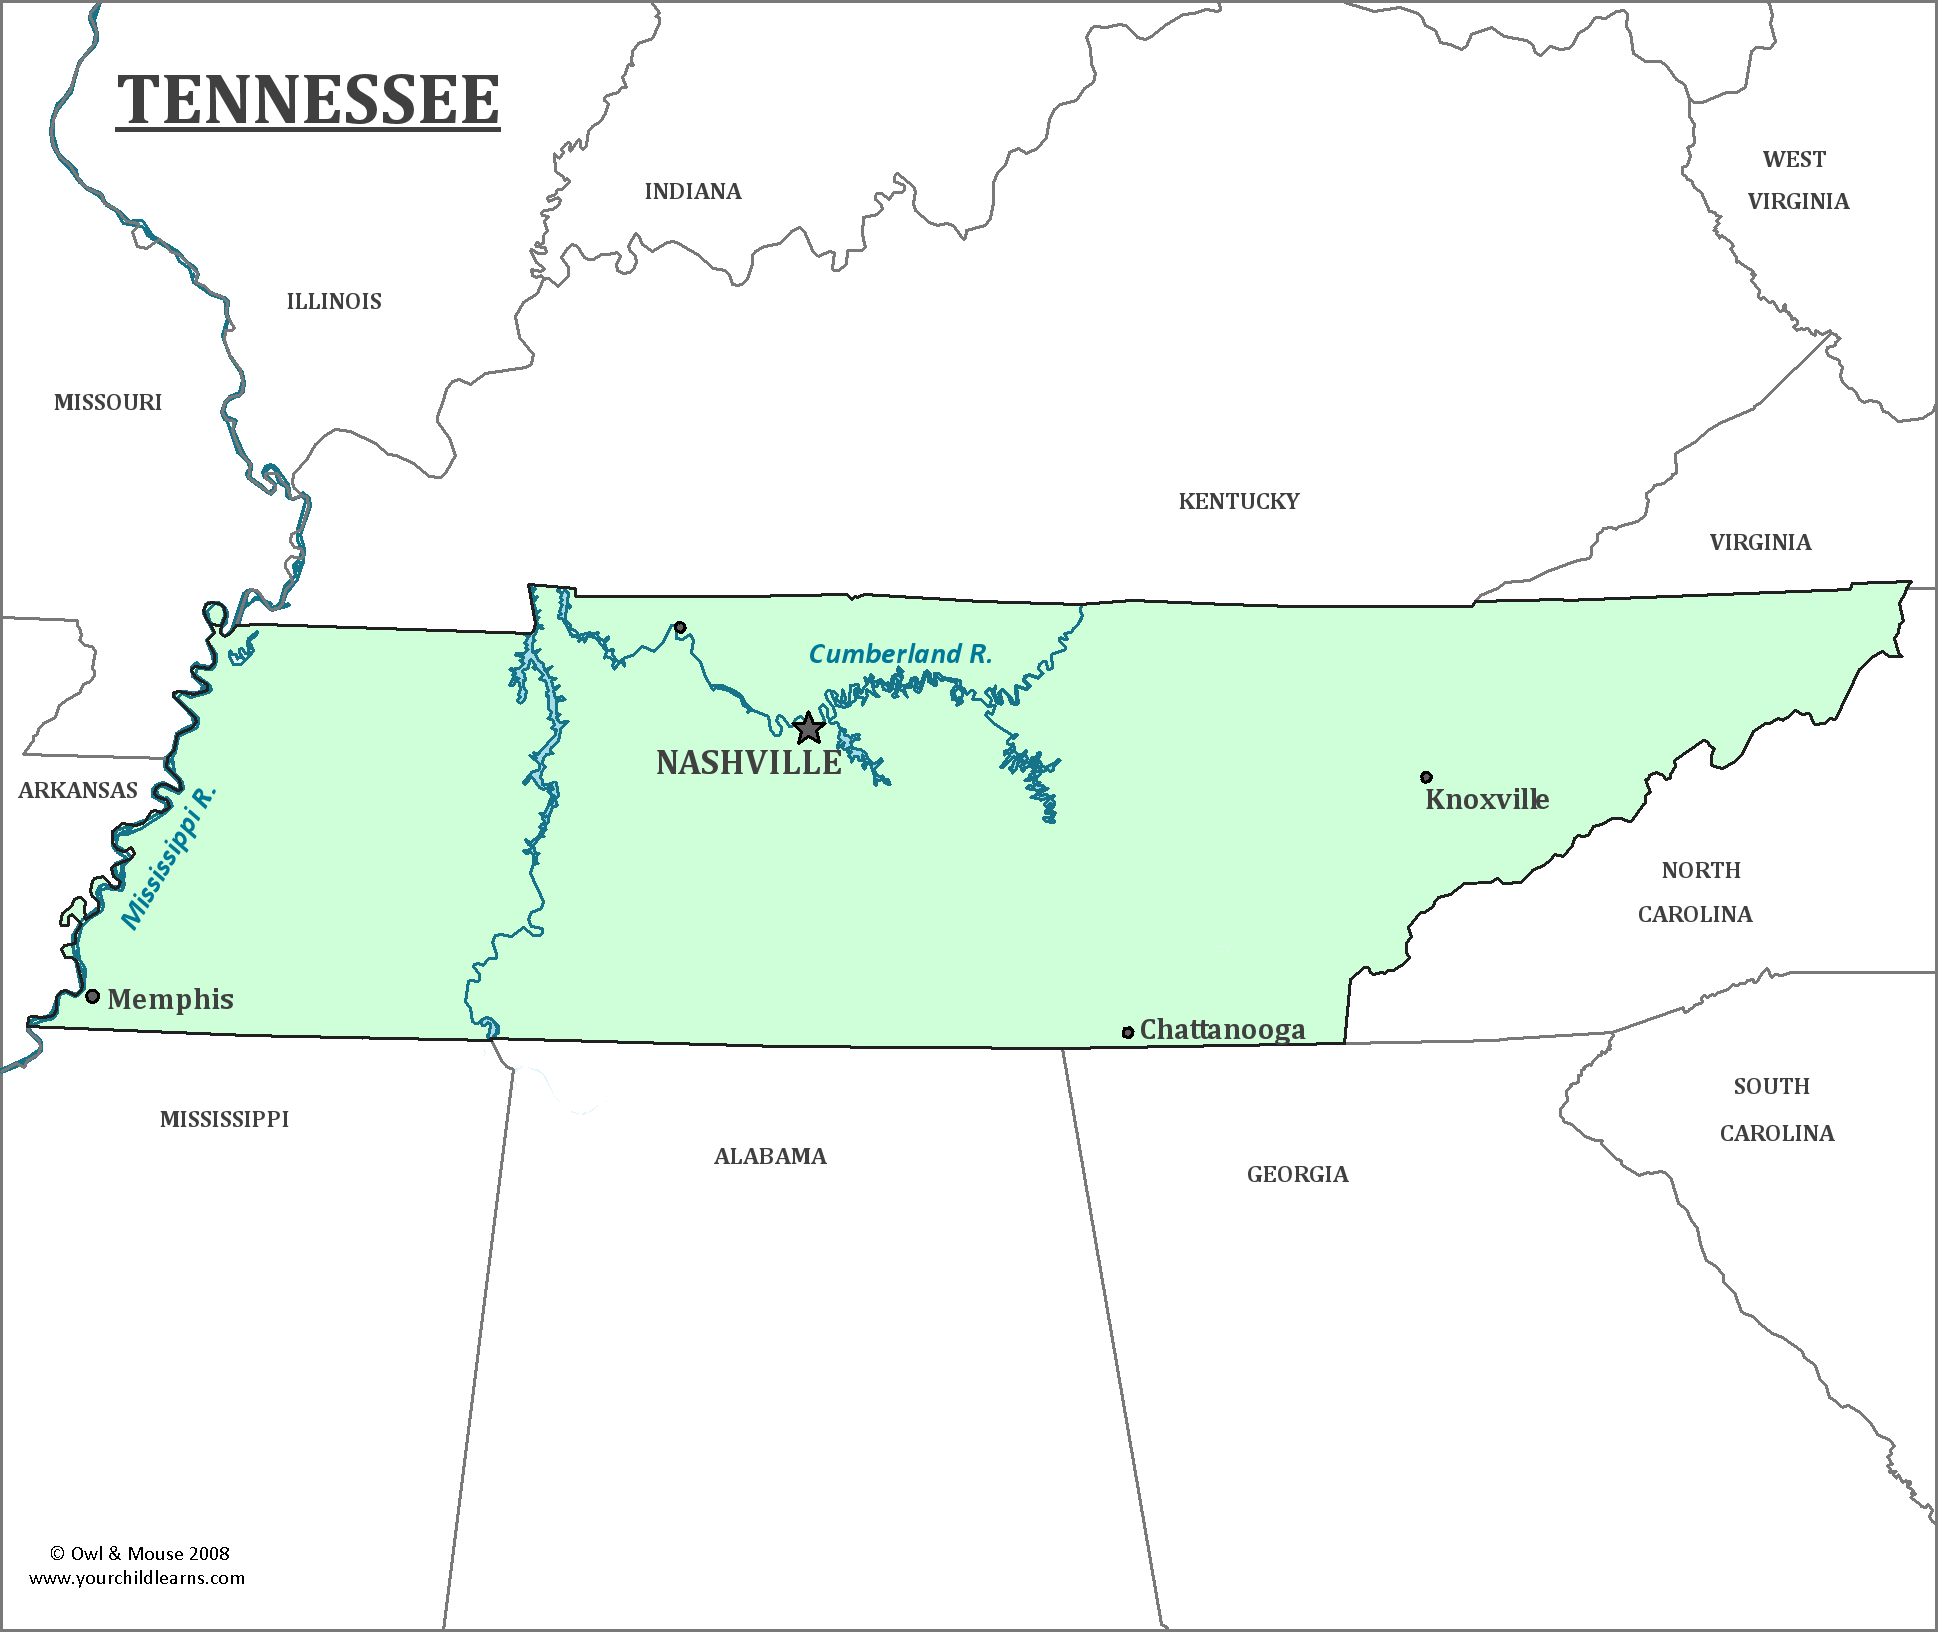 TENNESSEE
WEST
VIRGINIA
INDIANA
ILLINOIS
MISSOURI
KENTUCKY
VIRGINIA
Cumberland R.
NASHVILLE
ARKANSAS
Mississippi R.
Knoxville
NORTH
CAROLINA
Memphis
Chattanooga
MISSISSIPPI
ALABAMA
GEORGIA
SOUTH
CAROLINA
© Owl & Mouse 2008
www.yourchildlearns.com